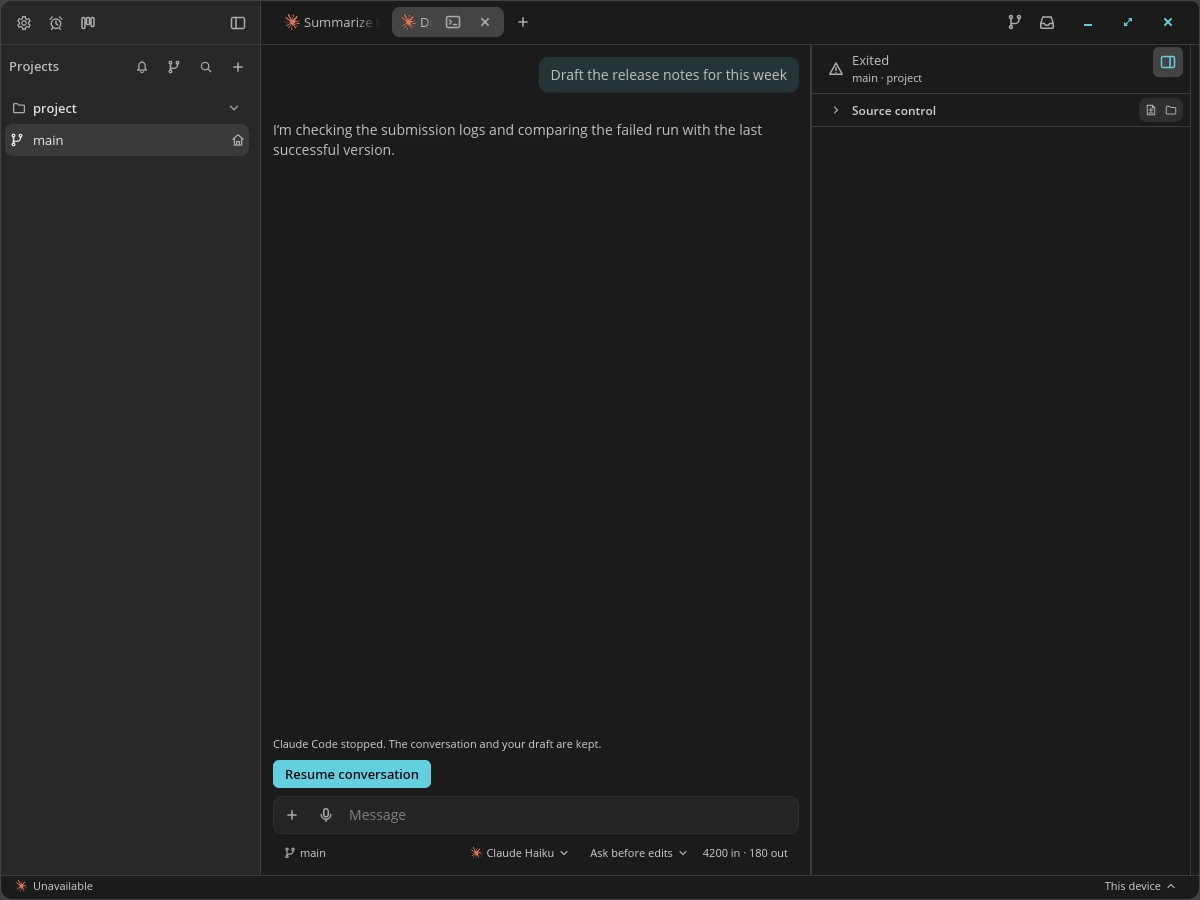 Summarize
D
Projects
project
main
Draft the release notes for this week
I'm checking the submission logs and comparing the failed run with the last
successful version.
Exited
main · project
Source control
Claude Code stopped. The conversation and your draft are kept.
Resume conversation
Message
main
Claude Haiku
Ask before edits
4200 in · 180 out
Unavailable
This device